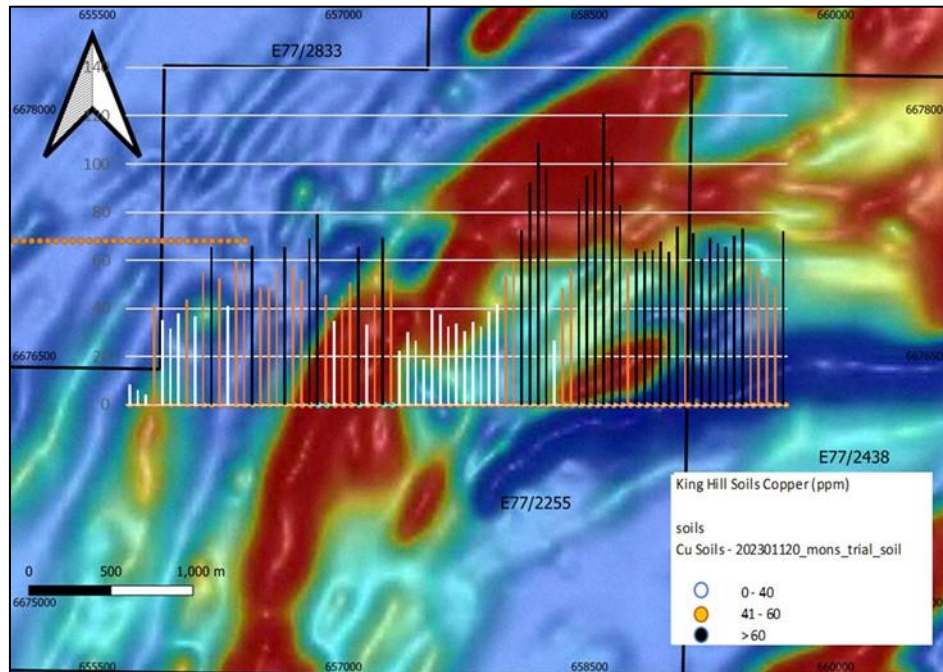 655500
657000
658500
660000
E77/2833
140
6678000
6678000
120
100
80
60
40
20
6676500
6676500
0
E77/2438
E77/2255
King Hill Soils Copper (ppm)
soils
Cu Soils - 202301120_mons_trial_soil
0 - 40
41 - 60
>60
0 500 1,000 m
6675000
655500
657000
658500
660000